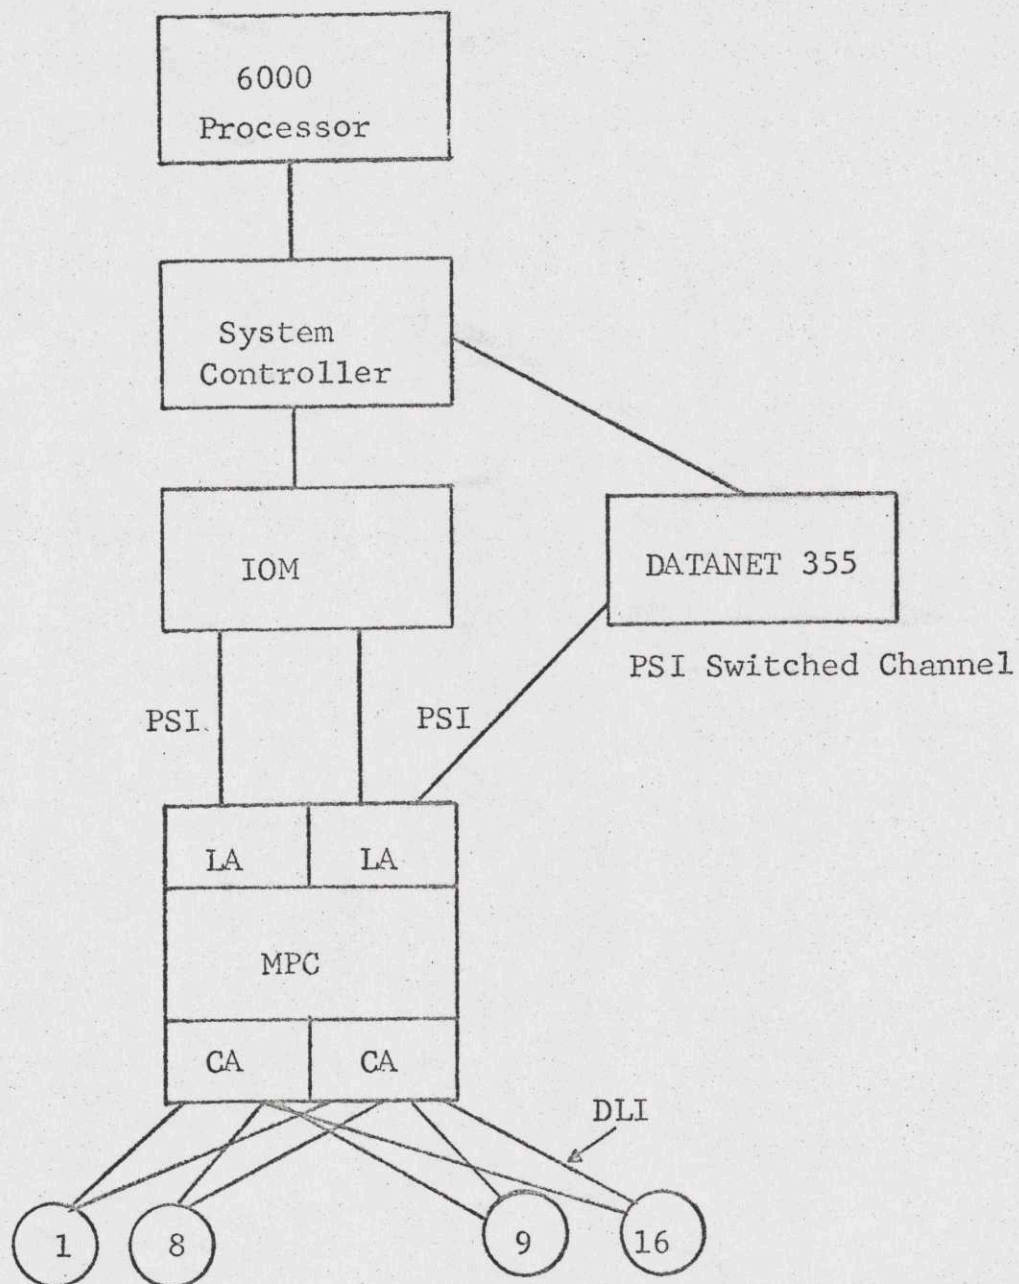 6000
Processor
System
Controller
IOM
DATANET 355
PSI Switched Channel
PSI
PSI
LA
LA
MPC
CA
CA
DLI
1
8
9
16